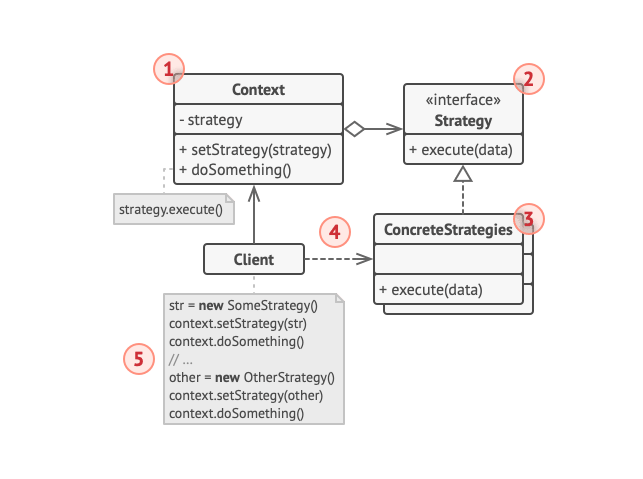 1
Context
- strategy
+ setStrategy(strategy)
+ doSomething()
2
«interface»
Strategy
+ execute(data)
strategy.execute()
3
ConcreteStrategies
+ execute(data)
4
Client
5
str = new SomeStrategy()
context.setStrategy(str)
context.doSomething()
// ...
other = new OtherStrategy()
context.setStrategy(other)
context.doSomething()